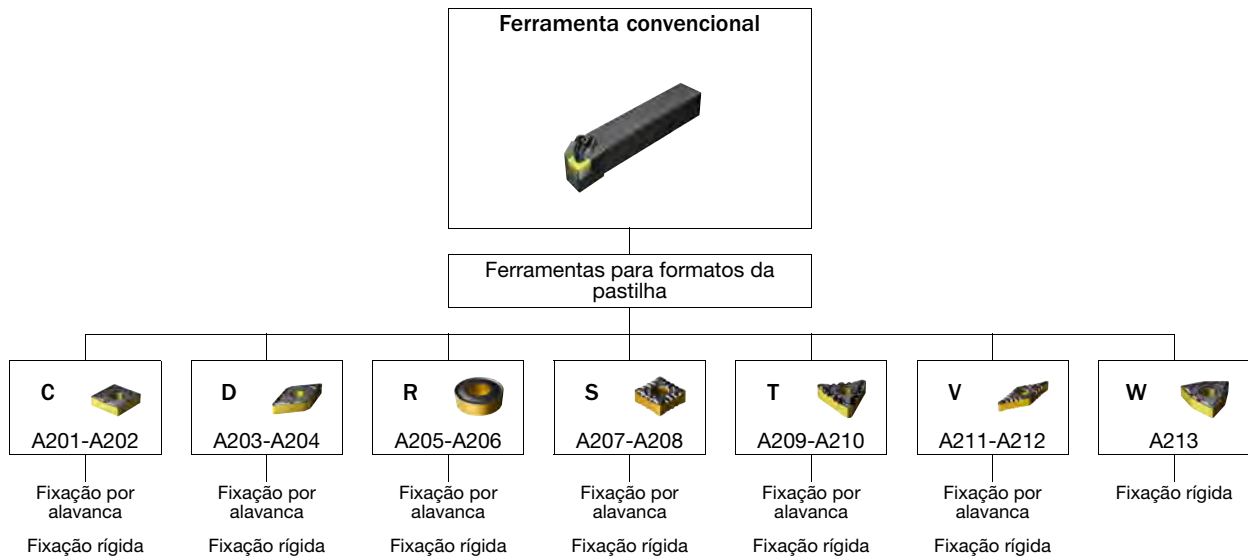 Ferramenta convencional
Ferramentas para formatos da
pastilha
C
D
R
S
T
V
W
A201-A202
A203-A204
A205-A206
A207-A208
A209-A210
A211-A212
A213
Fixação por
alavanca
Fixação rígida
Fixação por
alavanca
Fixação rígida
Fixação por
alavanca
Fixação rígida
Fixação por
alavanca
Fixação rígida
Fixação por
alavanca
Fixação rígida
Fixação por
alavanca
Fixação rígida
Fixação rígida